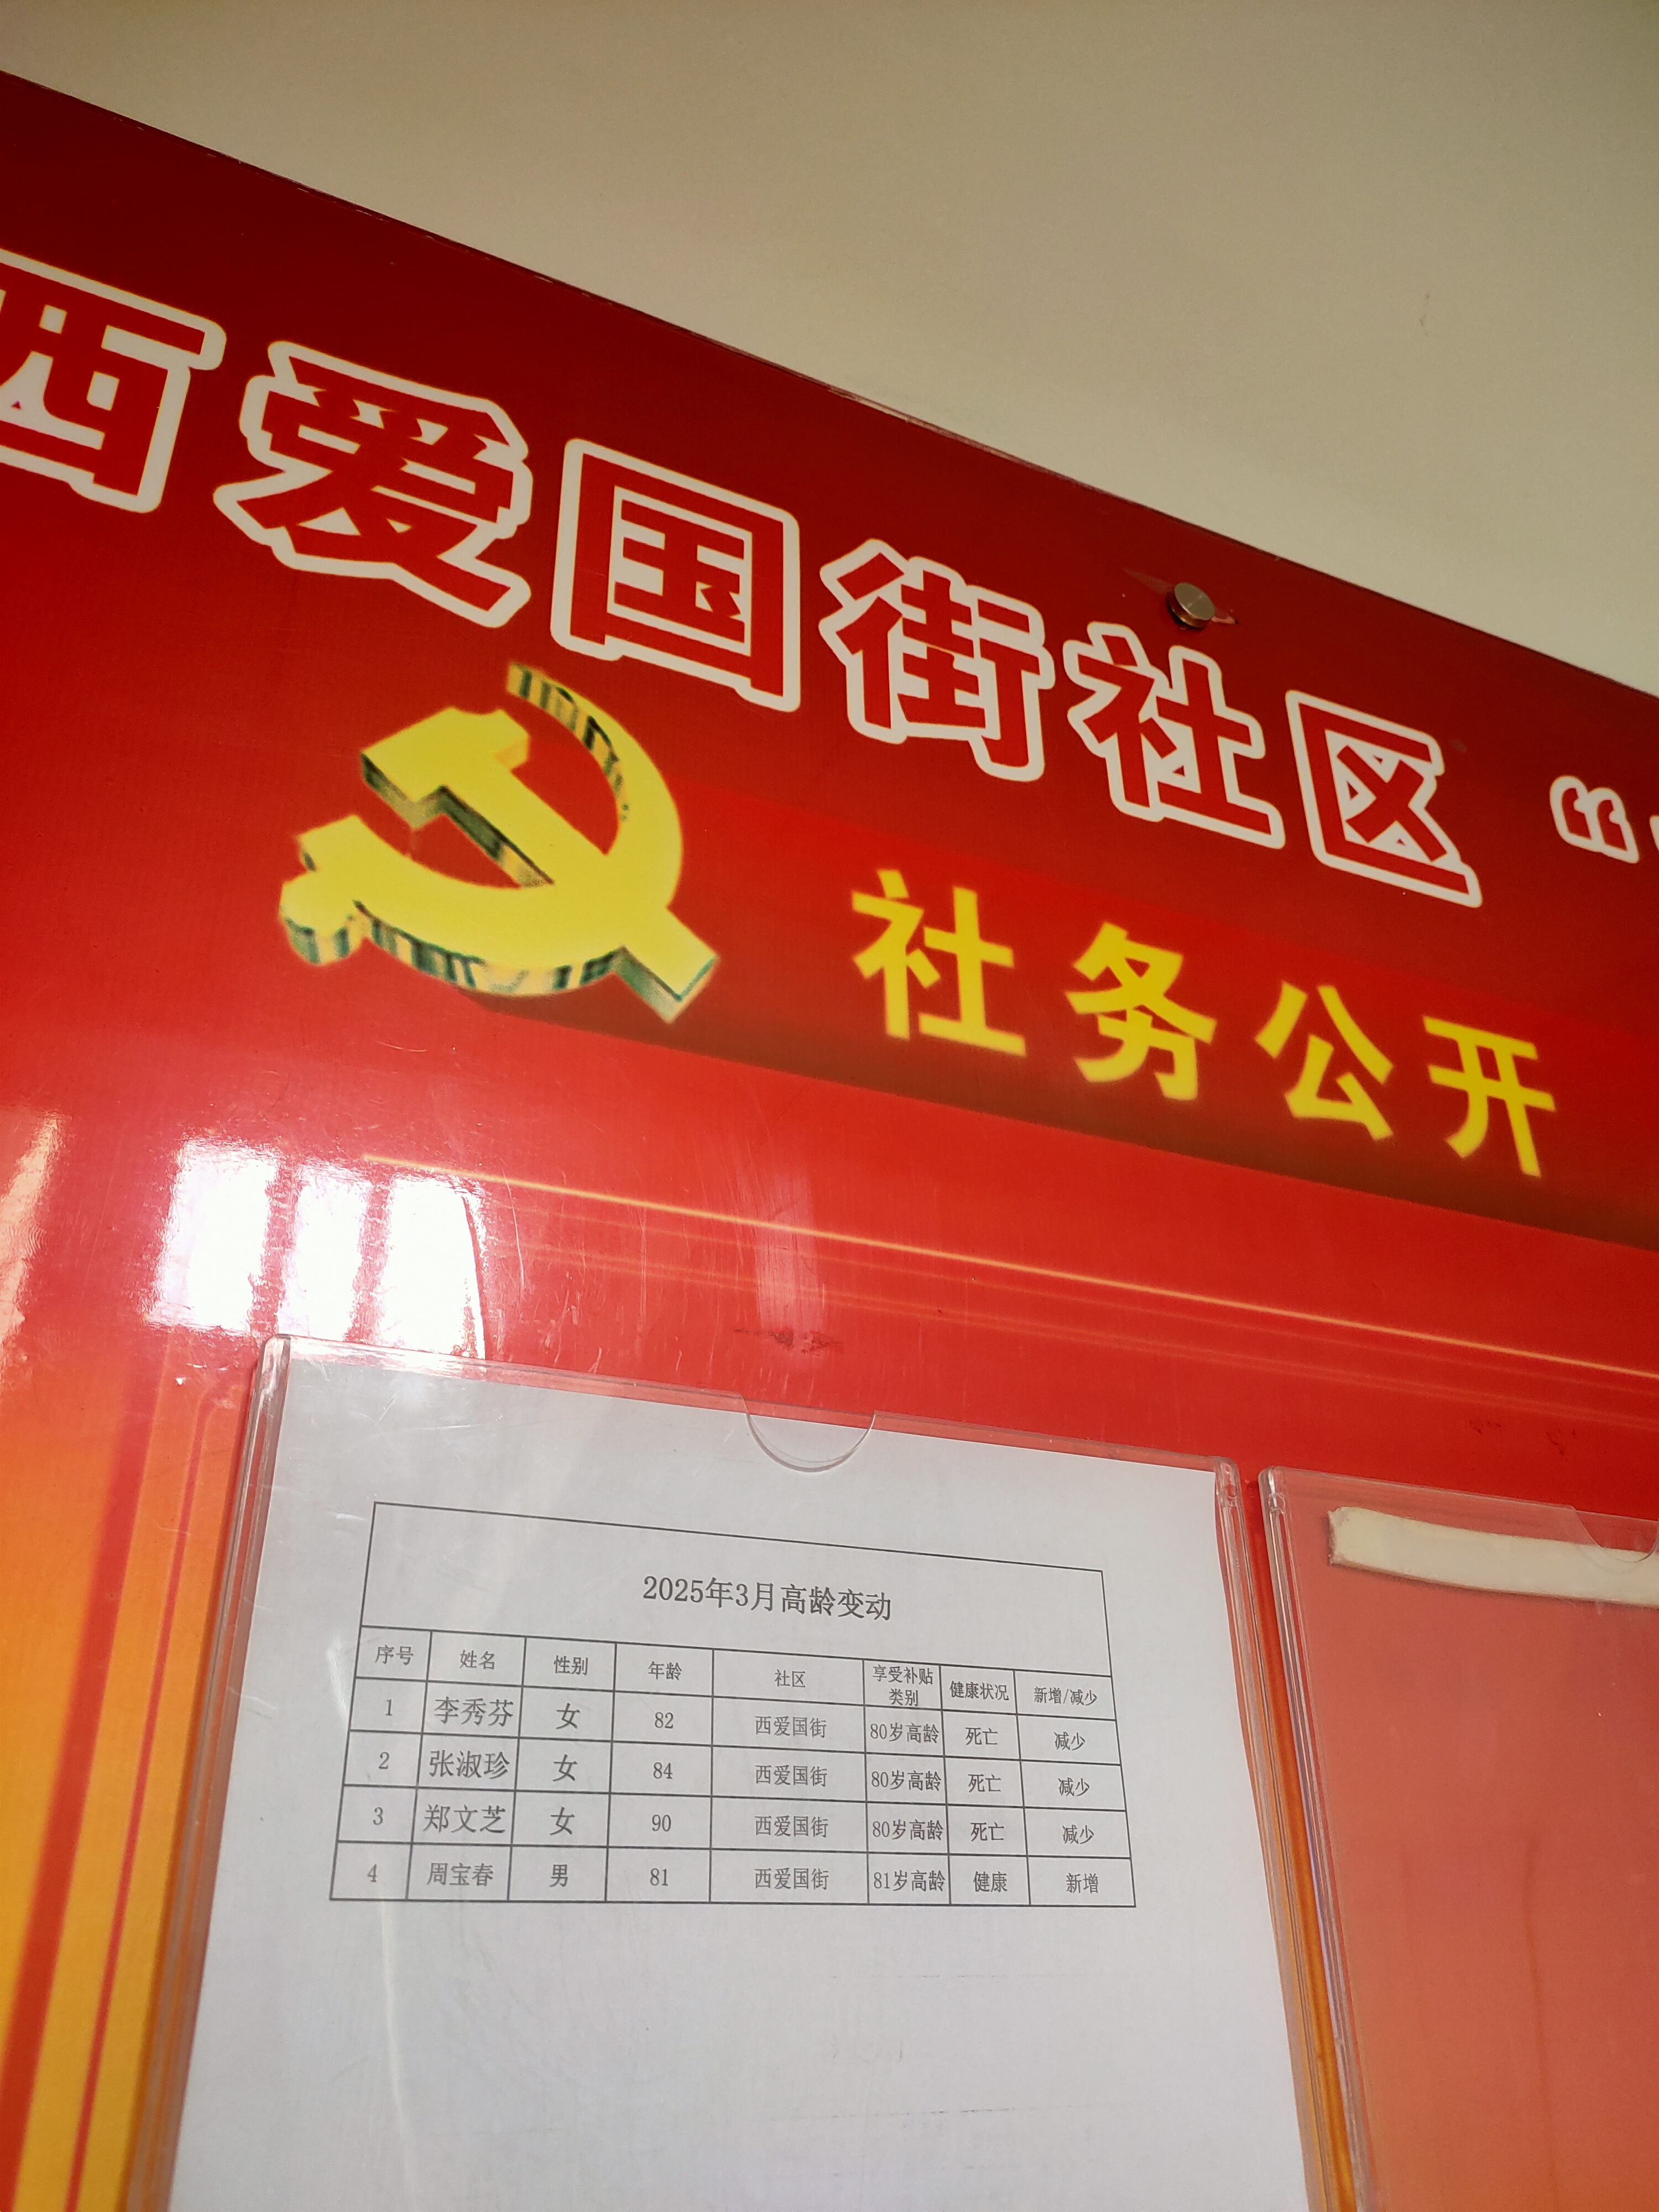 西爱国街社区“
社务公开
2025年3月高龄变动
序号 姓名 性别 年龄 社区 享受补贴类别 健康状况 新增/减少
1 李秀芬 女 82 西爱国街 80岁高龄 死亡 减少
2 张淑珍 女 84 西爱国街 80岁高龄 死亡 减少
3 郑文芝 女 90 西爱国街 80岁高龄 死亡 减少
4 周宝春 男 81 西爱国街 81岁高龄 健康 新增